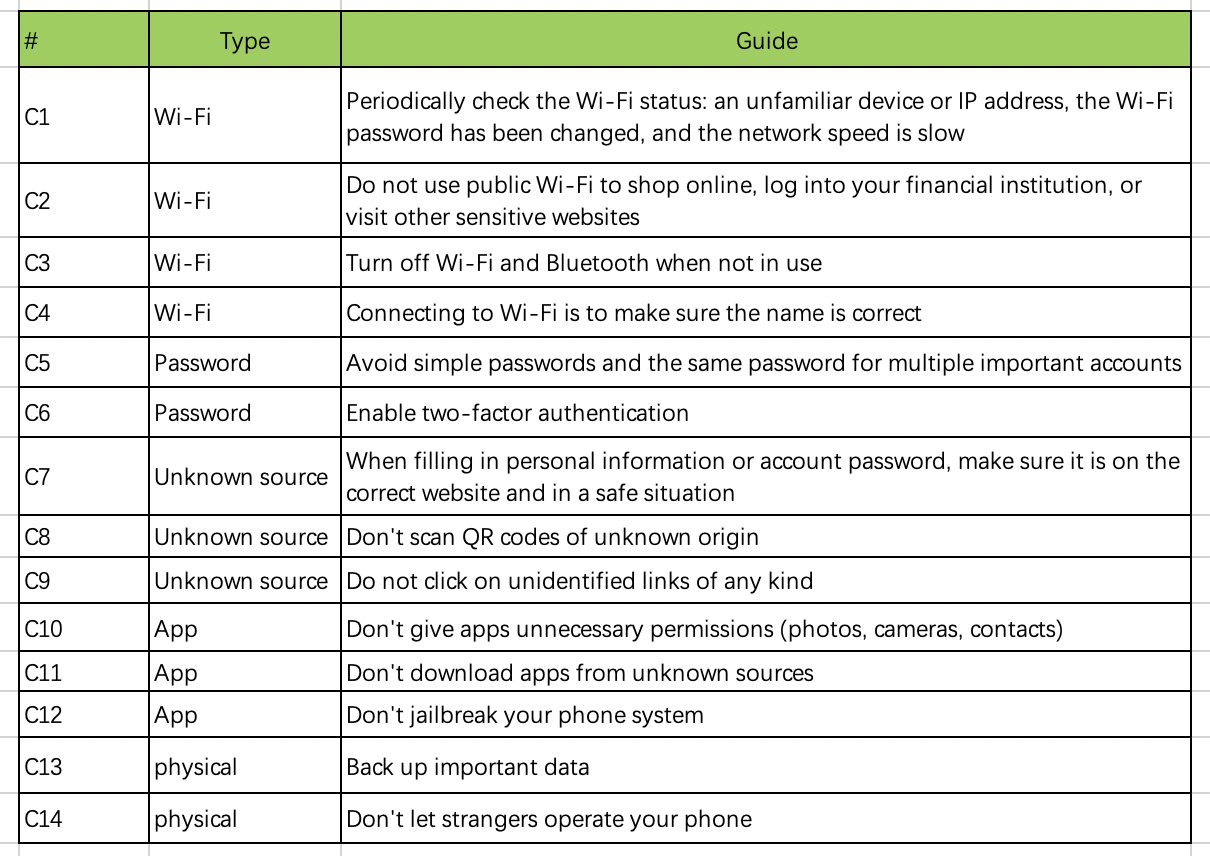 # Type Guide
C1 Wi-Fi Periodically check the Wi-Fi status: an unfamiliar device or IP address, the Wi-Fi
password has been changed, and the network speed is slow
C2 Wi-Fi Do not use public Wi-Fi to shop online, log into your financial institution, or
visit other sensitive websites
C3 Wi-Fi Turn off Wi-Fi and Bluetooth when not in use
C4 Wi-Fi Connecting to Wi-Fi is to make sure the name is correct
C5 Password Avoid simple passwords and the same password for multiple important accounts
C6 Password Enable two-factor authentication
C7 Unknown source When filling in personal information or account password, make sure it is on the
correct website and in a safe situation
C8 Unknown source Don't scan QR codes of unknown origin
C9 Unknown source Do not click on unidentified links of any kind
C10 App Don't give apps unnecessary permissions (photos, cameras, contacts)
C11 App Don't download apps from unknown sources
C12 App Don't jailbreak your phone system
C13 physical Back up important data
C14 physical Don't let strangers operate your phone